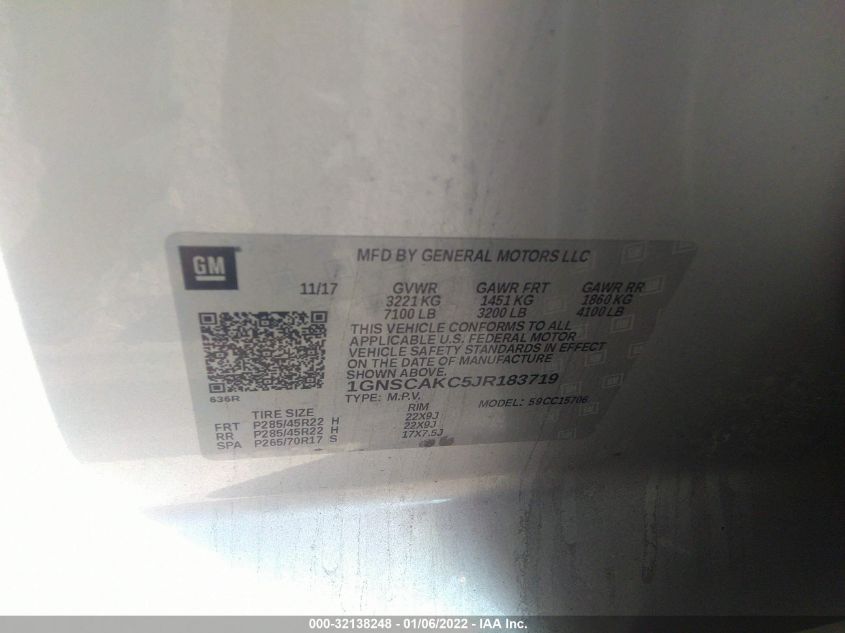 GM
MFD BY GENERAL MOTORS LLC
11/17 GVWR GAWR FRT GAWR RR
3221 KG 1451 KG 1860 KG
7100 LB 3200 LB 4100 LB
THIS VEHICLE CONFORMS TO ALL
APPLICABLE U.S. FEDERAL MOTOR
VEHICLE SAFETY STANDARDS IN EFFECT
ON THE DATE OF MANUFACTURE
SHOWN ABOVE.
1GNSCAKC5JR183719
636R TYPE: M.P.V. MODEL: 59CC15706
TIRE SIZE RIM
FRT P285/45R22 H 22X9J
RR P285/45R22 H 22X9J
SPA P265/70R17 S 17X7.5J
000-32138248 - 01/06/2022 - IAA Inc.